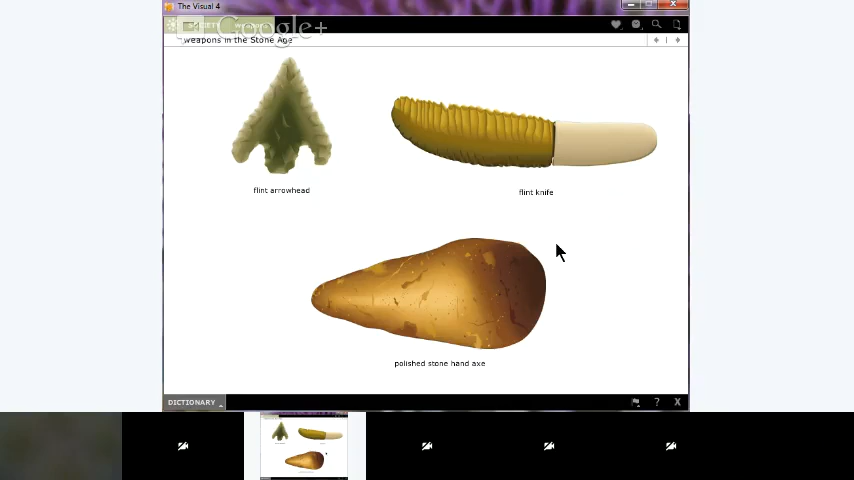 The Visual 4
Google+
weapons in the Stone Age
flint arrowhead
flint knife
polished stone hand axe
DICTIONARY
?
X